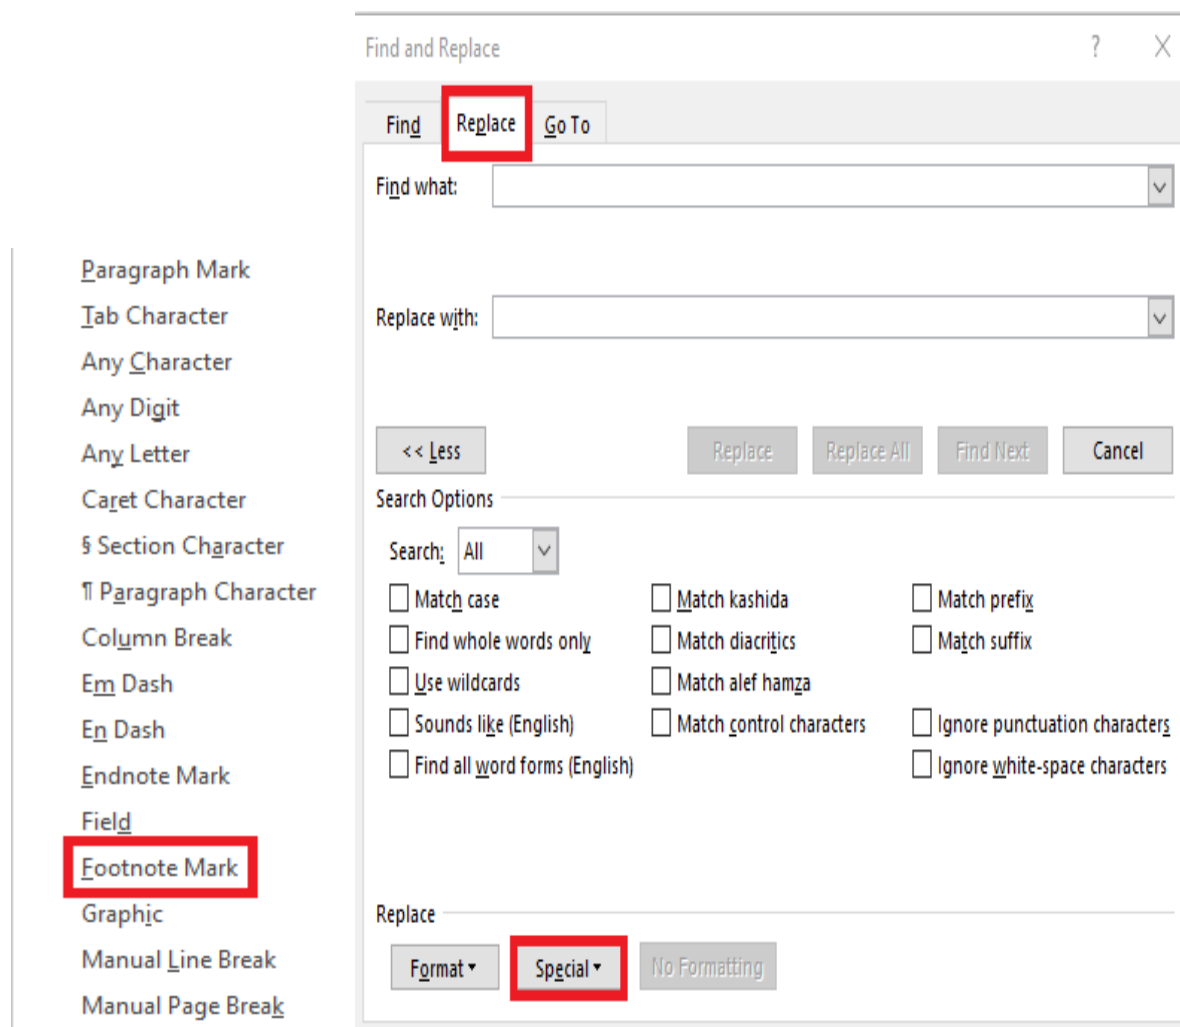 Find and Replace ? X
Find Replace Go To
Find what:
Replace with:
<< Less Replace Replace All Find Next Cancel
Search Options
Search: All
Match case Match kashida Match prefix
Find whole words only Match diacritics Match suffix
Use wildcards Match alef hamza
Sounds like (English) Match control characters Ignore punctuation characters
Find all word forms (English) Ignore white-space characters
Replace
Format Special No Formatting
Paragraph Mark
Tab Character
Any Character
Any Digit
Any Letter
Caret Character
§ Section Character
¶ Paragraph Character
Column Break
Em Dash
En Dash
Endnote Mark
Field
Footnote Mark
Graphic
Manual Line Break
Manual Page Break